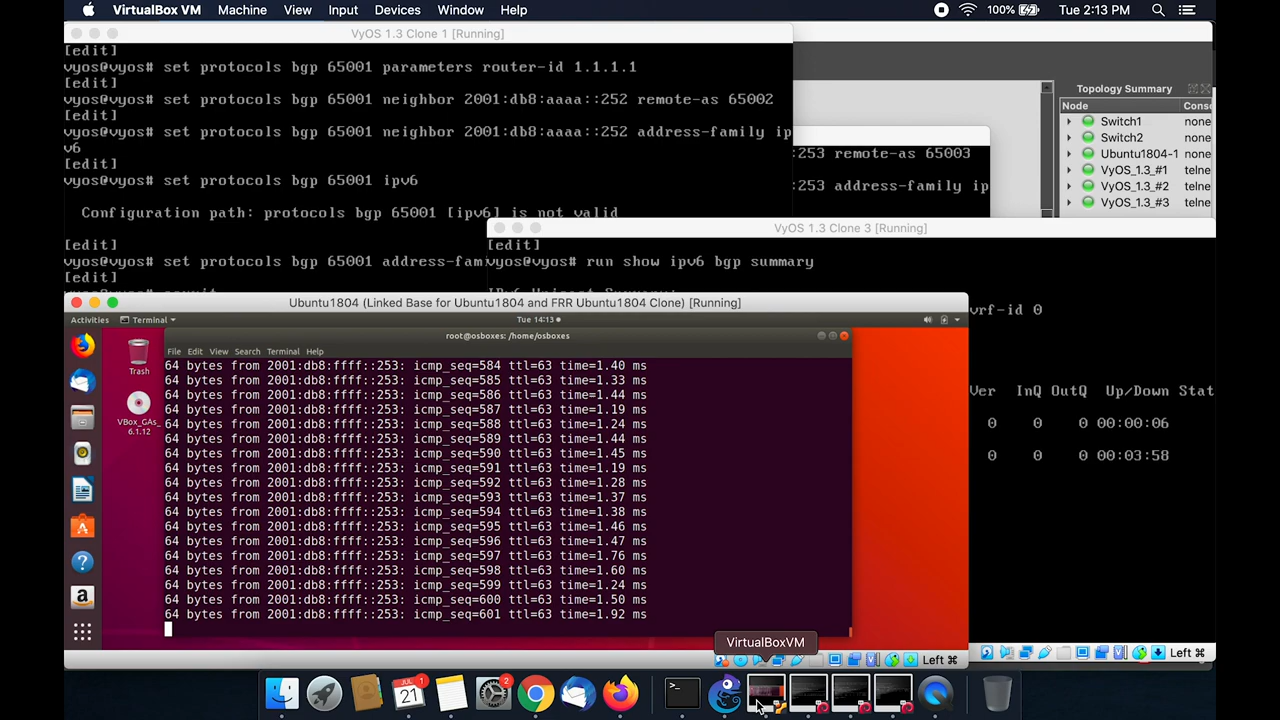 VirtualBox VM Machine View Input Devices Window Help 100% Tue 2:13 PM
VyOS 1.3 Clone 1 [Running]
[edit]
vyos@vyos# set protocols bgp 65001 parameters router-id 1.1.1.1
[edit]
vyos@vyos# set protocols bgp 65001 neighbor 2001:db8:aaaa::252 remote-as 65002
[edit]
vyos@vyos# set protocols bgp 65001 neighbor 2001:db8:aaaa::252 address-family ip
v6
[edit]
vyos@vyos# set protocols bgp 65001 ipv6
Configuration path: protocols bgp 65001 [ipv6] is not valid
[edit]
vyos@vyos# set protocols bgp 65001 address-fam
[edit]
:253 remote-as 65003
:253 address-family ip
Topology Summary
Node Conso
Switch1 none
Switch2 none
Ubuntu1804-1 none
VyOS_1.3_#1 telne
VyOS_1.3_#2 telne
VyOS_1.3_#3 telne
VyOS 1.3 Clone 3 [Running]
[edit]
vyos@vyos# run show ipv6 bgp summary
vrf-id 0
Ver InQ OutQ Up/Down Stat
0 0 0 00:00:06
0 0 0 00:03:58
Left ⌘
Ubuntu1804 (Linked Base for Ubuntu1804 and FRR Ubuntu1804 Clone) [Running]
Activities Terminal Tue 14:13
root@osboxes: /home/osboxes
File Edit View Search Terminal Help
Trash
VBox_GAs_
6.1.12
64 bytes from 2001:db8:ffff::253: icmp_seq=584 ttl=63 time=1.40 ms
64 bytes from 2001:db8:ffff::253: icmp_seq=585 ttl=63 time=1.33 ms
64 bytes from 2001:db8:ffff::253: icmp_seq=586 ttl=63 time=1.44 ms
64 bytes from 2001:db8:ffff::253: icmp_seq=587 ttl=63 time=1.19 ms
64 bytes from 2001:db8:ffff::253: icmp_seq=588 ttl=63 time=1.24 ms
64 bytes from 2001:db8:ffff::253: icmp_seq=589 ttl=63 time=1.44 ms
64 bytes from 2001:db8:ffff::253: icmp_seq=590 ttl=63 time=1.45 ms
64 bytes from 2001:db8:ffff::253: icmp_seq=591 ttl=63 time=1.19 ms
64 bytes from 2001:db8:ffff::253: icmp_seq=592 ttl=63 time=1.28 ms
64 bytes from 2001:db8:ffff::253: icmp_seq=593 ttl=63 time=1.37 ms
64 bytes from 2001:db8:ffff::253: icmp_seq=594 ttl=63 time=1.38 ms
64 bytes from 2001:db8:ffff::253: icmp_seq=595 ttl=63 time=1.46 ms
64 bytes from 2001:db8:ffff::253: icmp_seq=596 ttl=63 time=1.47 ms
64 bytes from 2001:db8:ffff::253: icmp_seq=597 ttl=63 time=1.76 ms
64 bytes from 2001:db8:ffff::253: icmp_seq=598 ttl=63 time=1.60 ms
64 bytes from 2001:db8:ffff::253: icmp_seq=599 ttl=63 time=1.24 ms
64 bytes from 2001:db8:ffff::253: icmp_seq=600 ttl=63 time=1.50 ms
64 bytes from 2001:db8:ffff::253: icmp_seq=601 ttl=63 time=1.92 ms
VirtualBoxVM
Left ⌘
JUL
21
1
2